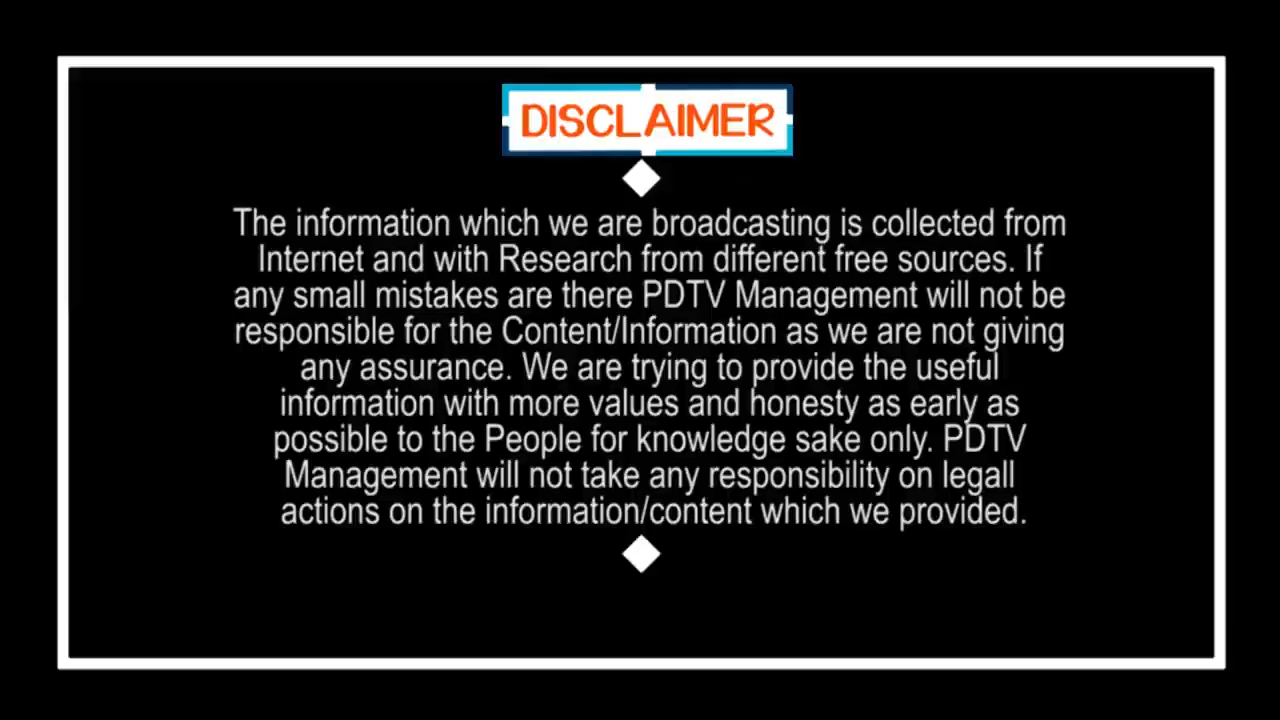 DISCLAIMER
The information which we are broadcasting is collected from
Internet and with Research from different free sources. If
any small mistakes are there PDTV Management will not be
responsible for the Content/Information as we are not giving
any assurance. We are trying to provide the useful
information with more values and honesty as early as
possible to the People for knowledge sake only. PDTV
Management will not take any responsibility on legall
actions on the information/content which we provided.